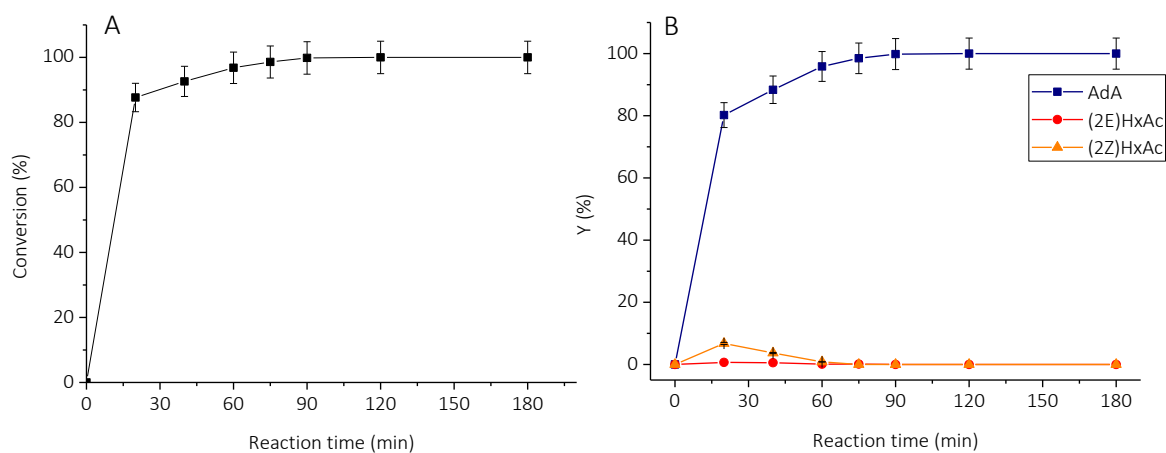 A
Conversion (%)
100
80
60
40
20
0
0 30 60 90 120 150 180
Reaction time (min)
B
Y (%)
100
80
60
40
20
0
AdA
(2E)HxAc
(2Z)HxAc
0 30 60 90 120 150 180
Reaction time (min)